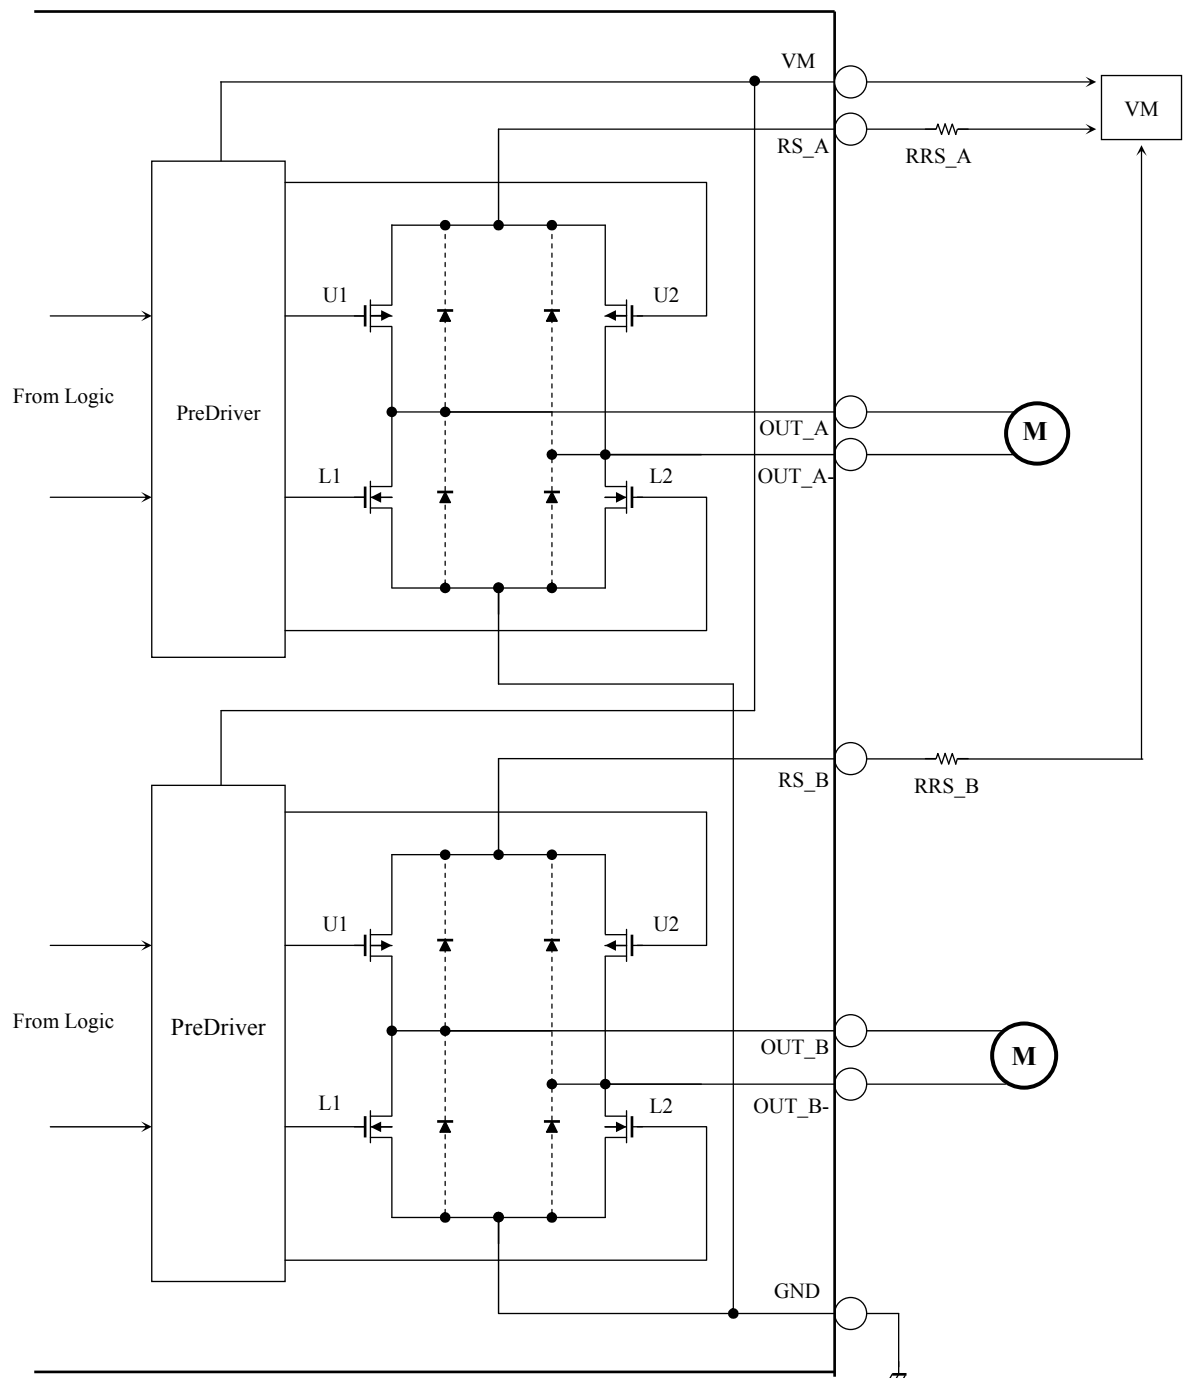 VM
VM
RS_A
RRS_A
U1
U2
From Logic
PreDriver
OUT_A
M
L1
L2
OUT_A-
RS_B
RRS_B
U1
U2
From Logic
PreDriver
OUT_B
M
L1
L2
OUT_B-
GND